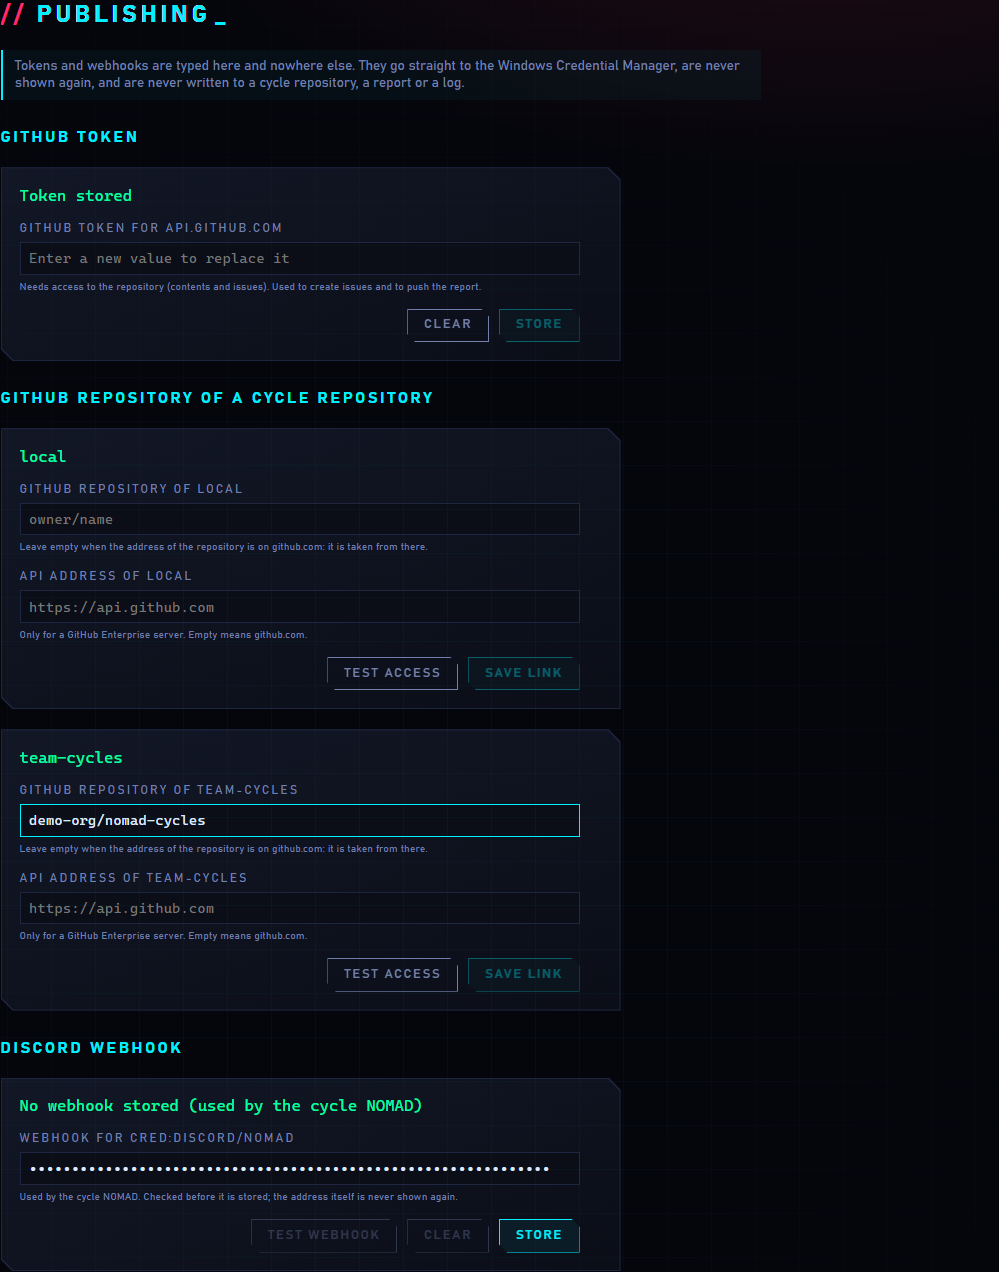 // PUBLISHING_
Tokens and webhooks are typed here and nowhere else. They go straight to the Windows Credential Manager, are never
shown again, and are never written to a cycle repository, a report or a log.
GITHUB TOKEN
Token stored
GITHUB TOKEN FOR API.GITHUB.COM
Enter a new value to replace it
Needs access to the repository (contents and issues). Used to create issues and to push the report.
CLEAR STORE
GITHUB REPOSITORY OF A CYCLE REPOSITORY
local
GITHUB REPOSITORY OF LOCAL
owner/name
Leave empty when the address of the repository is on github.com: it is taken from there.
API ADDRESS OF LOCAL
https://api.github.com
Only for a GitHub Enterprise server. Empty means github.com.
TEST ACCESS SAVE LINK
team-cycles
GITHUB REPOSITORY OF TEAM-CYCLES
demo-org/nomad-cycles
Leave empty when the address of the repository is on github.com: it is taken from there.
API ADDRESS OF TEAM-CYCLES
https://api.github.com
Only for a GitHub Enterprise server. Empty means github.com.
TEST ACCESS SAVE LINK
DISCORD WEBHOOK
No webhook stored (used by the cycle NOMAD)
WEBHOOK FOR CRED:DISCORD/NOMAD
Used by the cycle NOMAD. Checked before it is stored; the address itself is never shown again.
TEST WEBHOOK CLEAR STORE